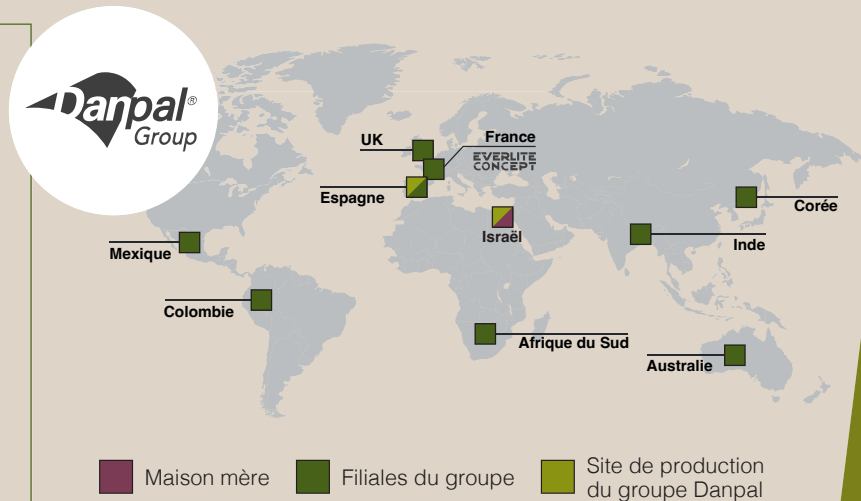 Danpal®
Group
UK
France
EVERLITE
CONCEPT
Espagne
Corée
Israël
Inde
Mexique
Colombie
Afrique du Sud
Australie
Maison mère
Filiales du groupe
Site de production
du groupe Danpal